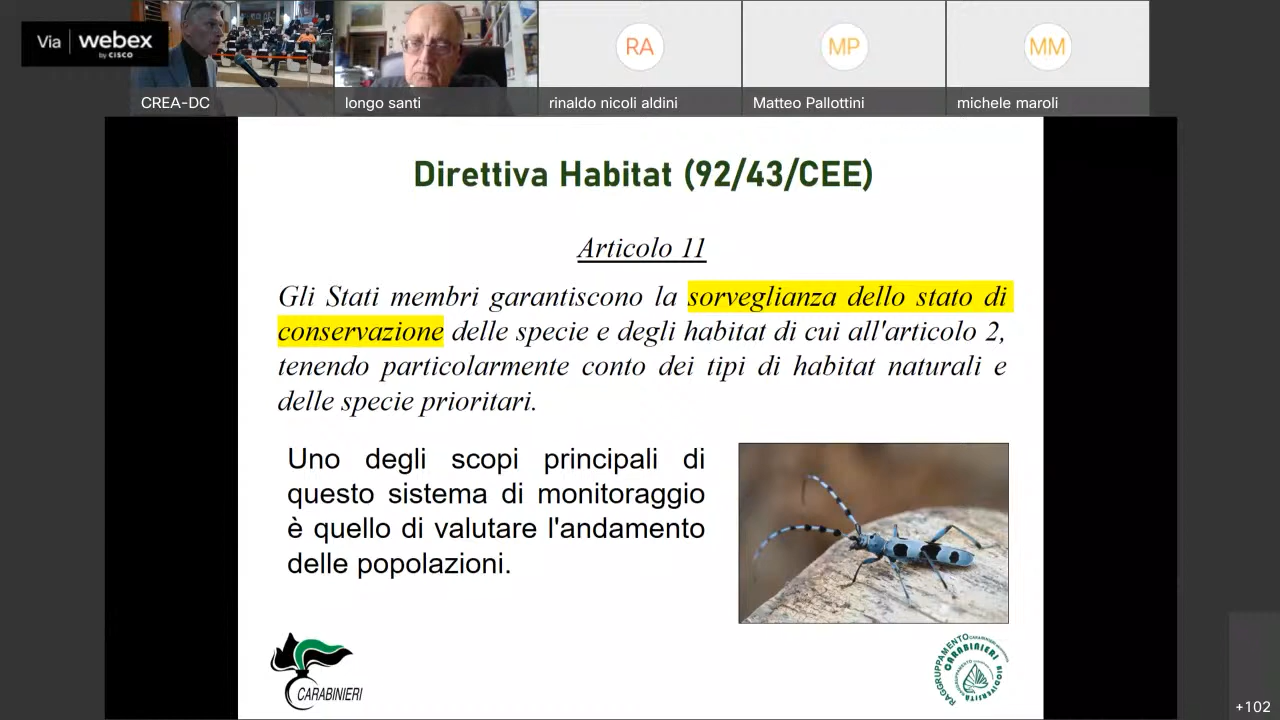 Via webex
by CISCO
RA
MP
MM
CREA-DC
longo santi
rinaldo nicoli aldini
Matteo Pallottini
michele maroli
Direttiva Habitat (92/43/CEE)
Articolo 11
Gli Stati membri garantiscono la sorveglianza dello stato di
conservazione delle specie e degli habitat di cui all'articolo 2,
tenendo particolarmente conto dei tipi di habitat naturali e
delle specie prioritari.
Uno degli scopi principali di
questo sistema di monitoraggio
è quello di valutare l'andamento
delle popolazioni.
CARABINIERI
RAGGRUPPAMENTO
CARABINIERI
BIODIVERSITÀ
+102